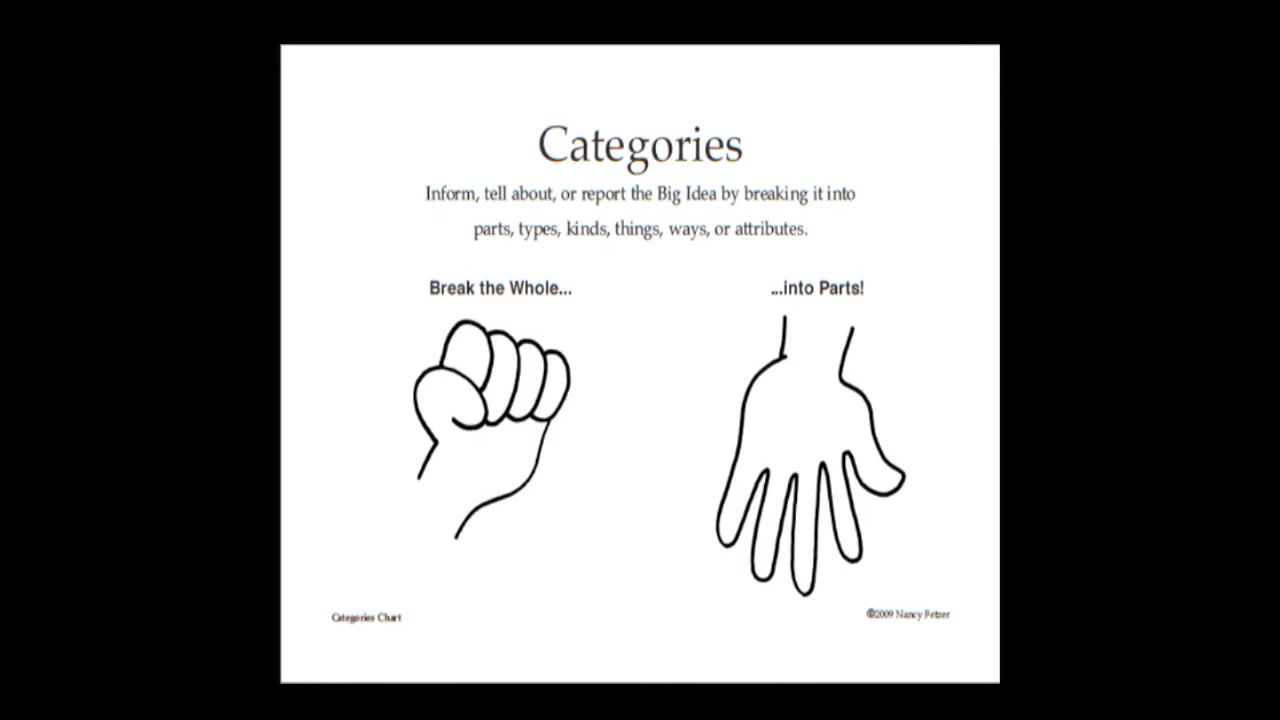 Categories
Inform, tell about, or report the Big Idea by breaking it into
parts, types, kinds, things, ways, or attributes.
Break the Whole...
...into Parts!
Categories Chart
©2009 Nancy Fetzer